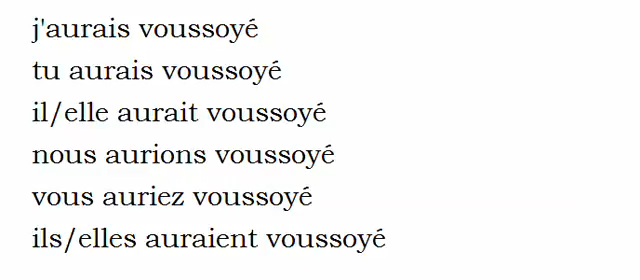 j'aurais voussoyé
tu aurais voussoyé
il/elle aurait voussoyé
nous aurions voussoyé
vous auriez voussoyé
ils/elles auraient voussoyé